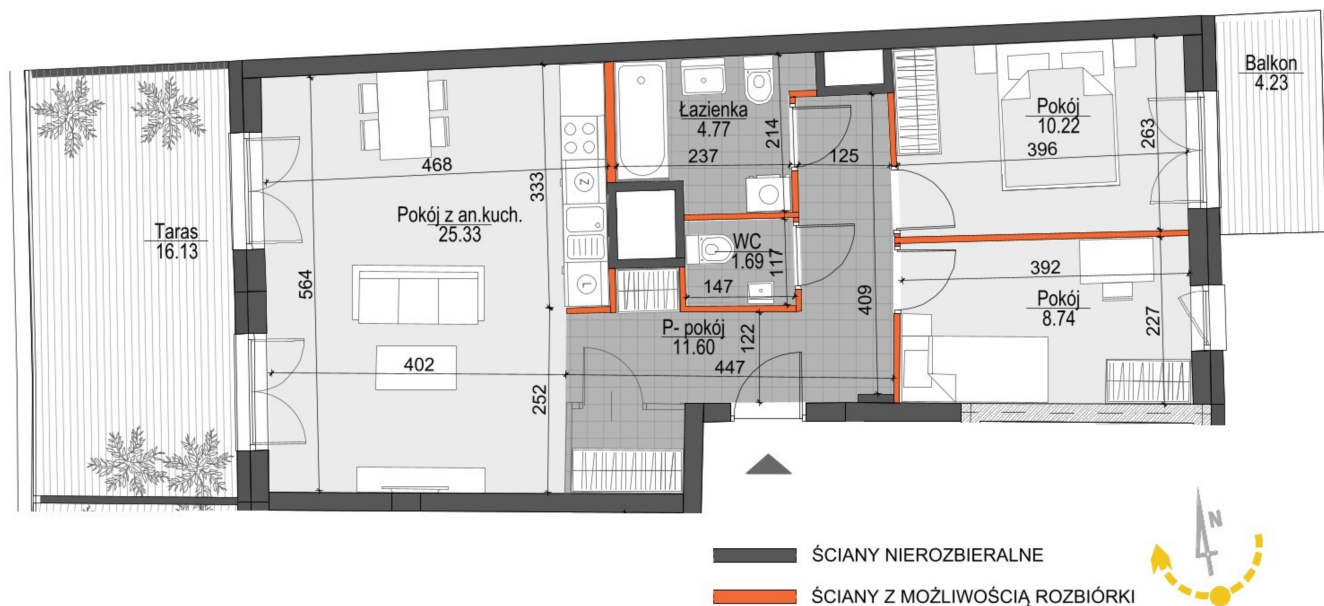 Balkon
4.23
Łazienka
4.77
214
Pokój
10.22
263
237
125
396
468
333
Pokój z an.kuch.
25.33
Taras
16.13
Z
WC
1.69
117
392
564
L
147
409
Pokój
8.74
227
P- pokój
11.60
122
402
447
252
N
ŚCIANY NIEROZBIERALNE
ŚCIANY Z MOŻLIWOŚCIĄ ROZBIÓRKI